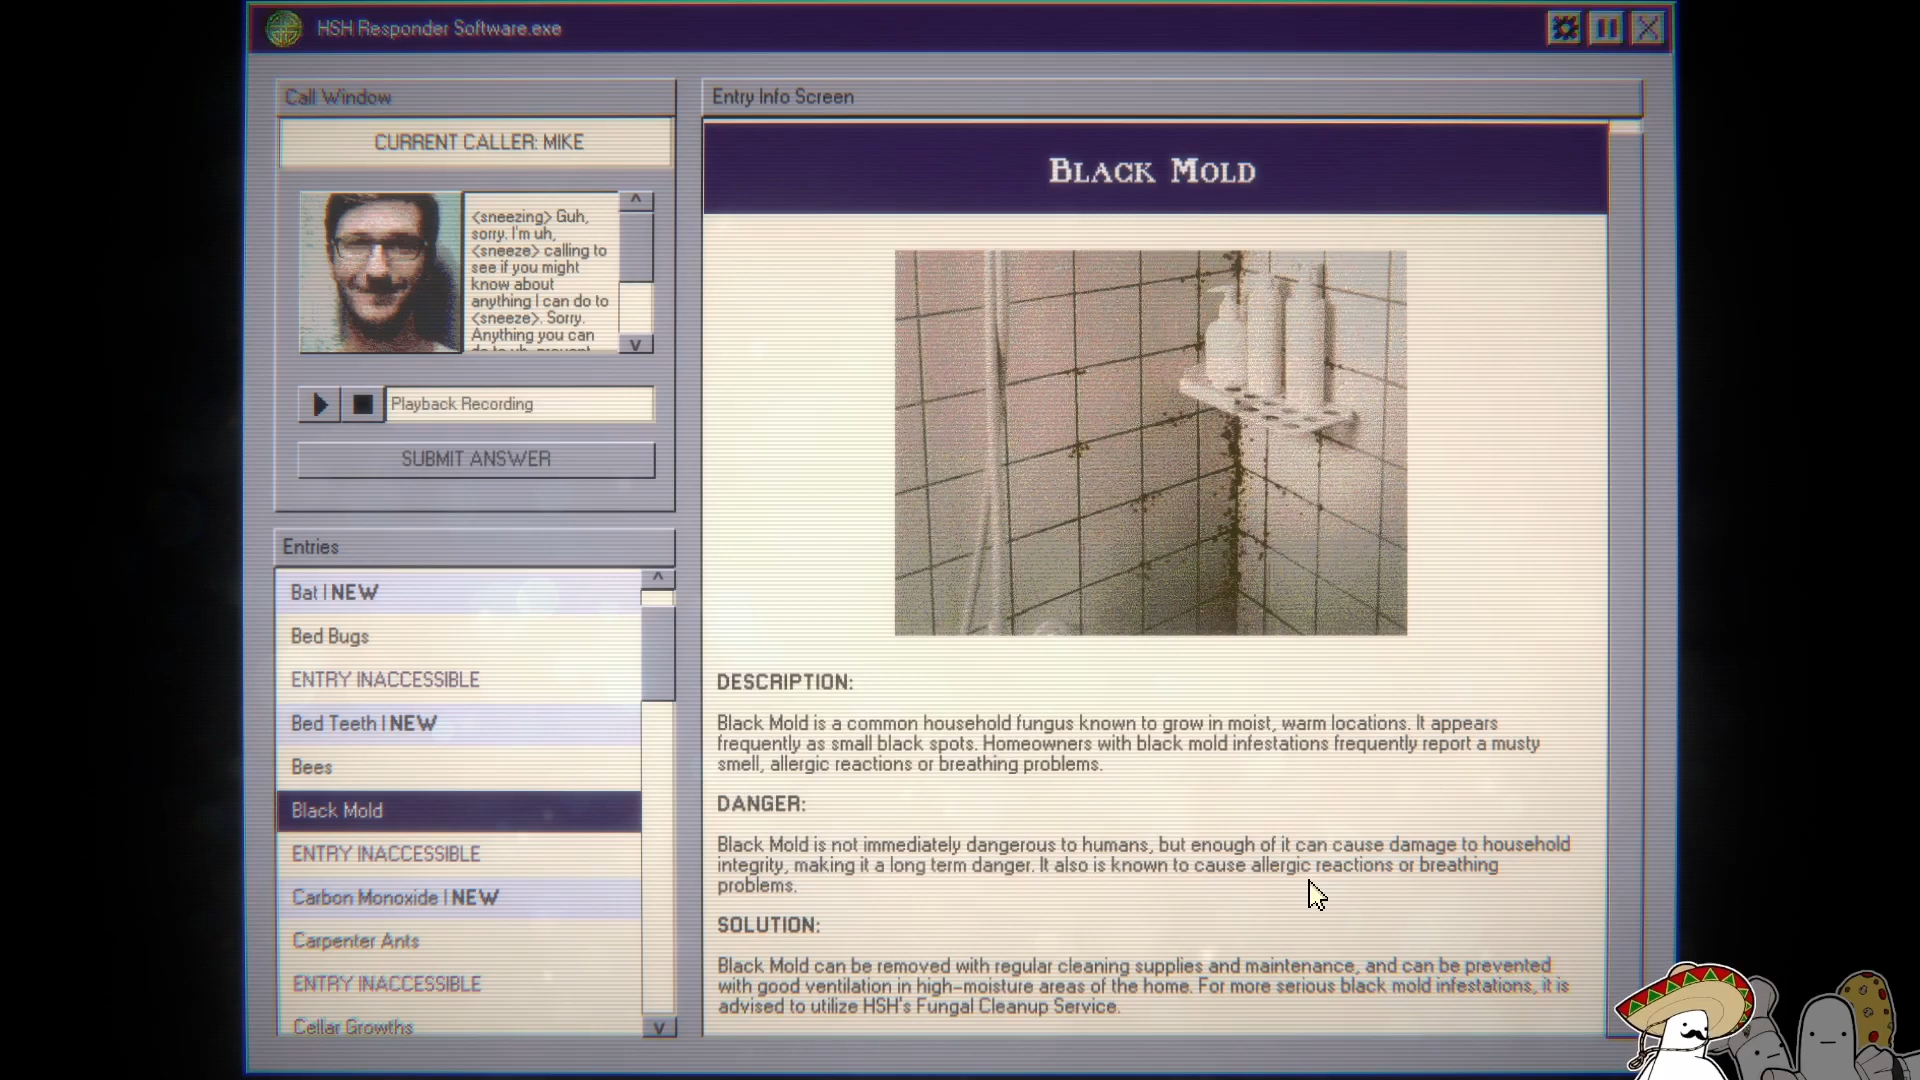 HSH Responder Software.exe
Call Window
CURRENT CALLER: MIKE
<sneezing> Guh,
sorry. I'm uh,
<sneeze> calling to
see if you might
know about
anything I can do to
<sneeze>. Sorry.
Anything you can
do to uh, prevent
Playback Recording
SUBMIT ANSWER
Entries
Bat | NEW
Bed Bugs
ENTRY INACCESSIBLE
Bed Teeth | NEW
Bees
Black Mold
ENTRY INACCESSIBLE
Carbon Monoxide | NEW
Carpenter Ants
ENTRY INACCESSIBLE
Cellar Growths
Entry Info Screen
BLACK MOLD
DESCRIPTION:
Black Mold is a common household fungus known to grow in moist, warm locations. It appears
frequently as small black spots. Homeowners with black mold infestations frequently report a musty
smell, allergic reactions or breathing problems.
DANGER:
Black Mold is not immediately dangerous to humans, but enough of it can cause damage to household
integrity, making it a long term danger. It also is known to cause allergic reactions or breathing
problems.
SOLUTION:
Black Mold can be removed with regular cleaning supplies and maintenance, and can be prevented
with good ventilation in high-moisture areas of the home. For more serious black mold infestations, it is
advised to utilize HSH's Fungal Cleanup Service.